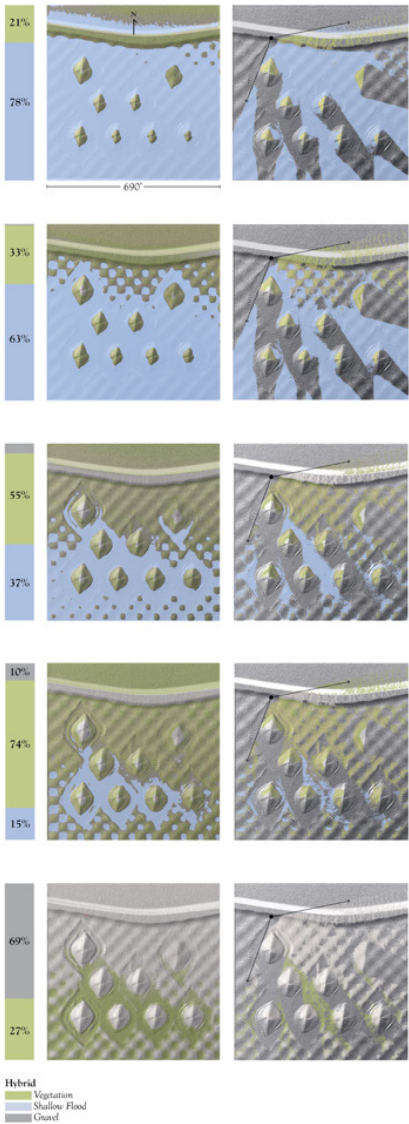 21%
N
78%
690'
33%
63%
55%
37%
10%
74%
15%
69%
27%
Hybrid
Vegetation
Shallow Flood
Gravel